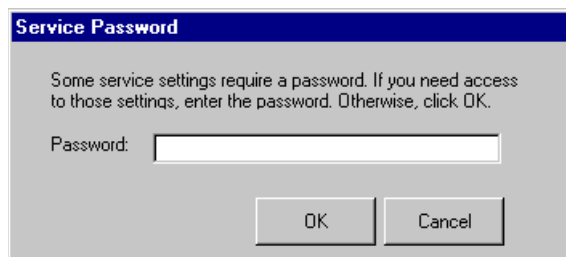 Service Password
Some service settings require a password. If you need access
to those settings, enter the password. Otherwise, click OK.
Password:
OK
Cancel